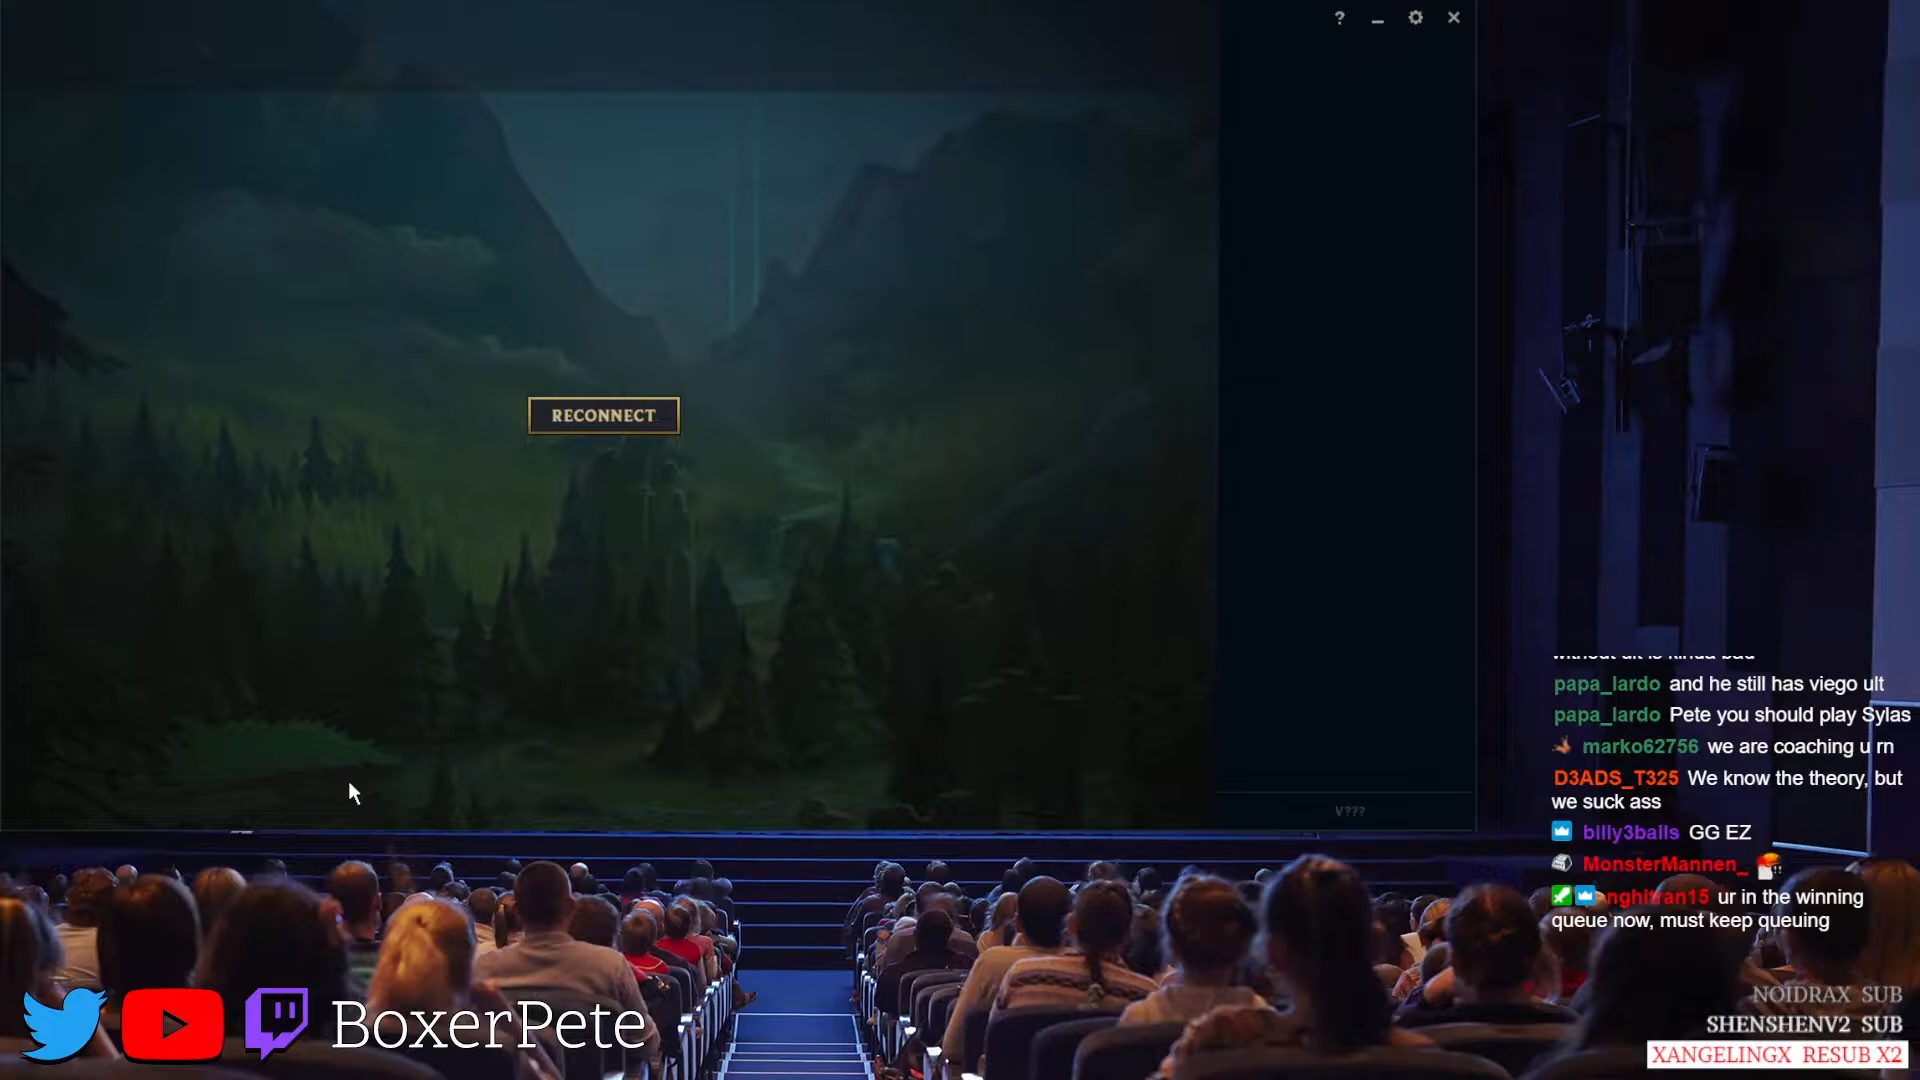 RECONNECT
V???
papa_lardo and he still has viego ult
papa_lardo Pete you should play Sylas
marko62756 we are coaching u rn
D3ADS_T325 We know the theory, but
we suck ass
billy3balls GG EZ
MonsterMannen_
nghitran15 ur in the winning
queue now, must keep queuing
NOIDRAX SUB
SHENSHENV2 SUB
XANGELINGX RESUB X2
BoxerPete